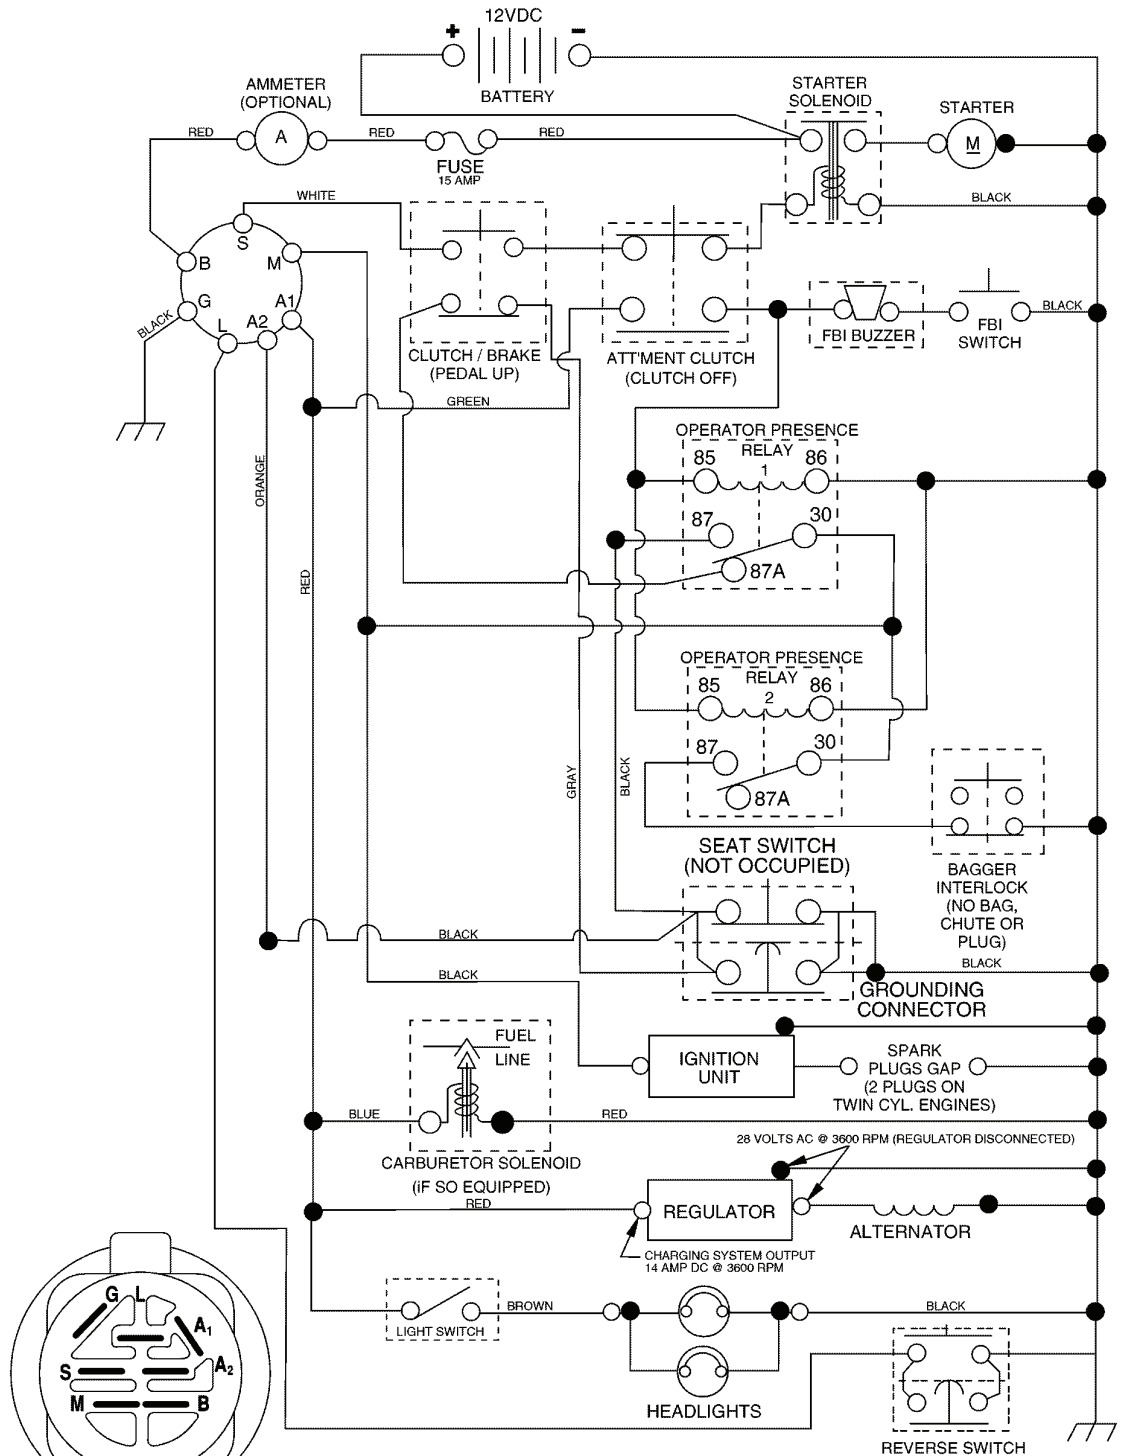 12VDC
+
-
BATTERY
AMMETER
(OPTIONAL)
RED
A
RED
FUSE
15 AMP
RED
STARTER
SOLENOID
STARTER
M
BLACK
WHITE
S
B
M
G
A1
L
A2
BLACK
CLUTCH / BRAKE
(PEDAL UP)
ATT'MENT CLUTCH
(CLUTCH OFF)
FBI BUZZER
FBI
SWITCH
BLACK
GREEN
ORANGE
RED
OPERATOR PRESENCE
RELAY
1
85
86
87
30
87A
OPERATOR PRESENCE
RELAY
2
85
86
87
30
87A
GRAY
BLACK
SEAT SWITCH
(NOT OCCUPIED)
BAGGER
INTERLOCK
(NO BAG,
CHUTE OR
PLUG)
BLACK
BLACK
BLACK
GROUNDING
CONNECTOR
FUEL
LINE
IGNITION
UNIT
SPARK
PLUGS GAP
(2 PLUGS ON
TWIN CYL. ENGINES)
BLUE
RED
CARBURETOR SOLENOID
(iF SO EQUIPPED)
28 VOLTS AC @ 3600 RPM (REGULATOR DISCONNECTED)
RED
REGULATOR
ALTERNATOR
CHARGING SYSTEM OUTPUT
14 AMP DC @ 3600 RPM
LIGHT SWITCH
BROWN
BLACK
HEADLIGHTS
REVERSE SWITCH
G
L
A1
A2
S
M
B